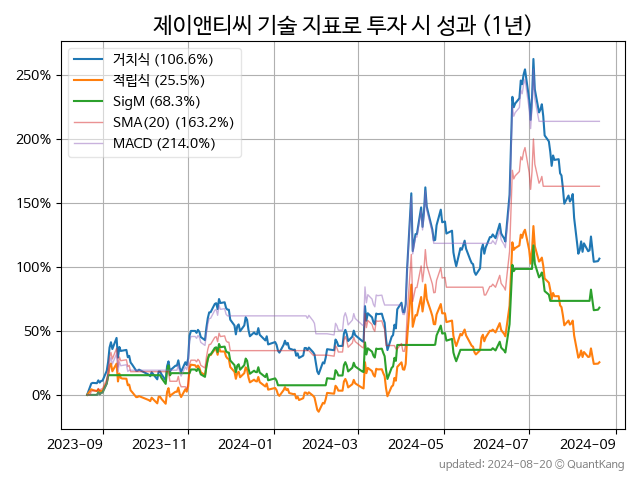 제이앤티씨 기술 지표로 투자 시 성과 (1년)
거치식 (106.6%)
적립식 (25.5%)
SigM (68.3%)
SMA(20) (163.2%)
MACD (214.0%)
250%
200%
150%
100%
50%
0%
2023-09 2023-11 2024-01 2024-03 2024-05 2024-07 2024-09
updated: 2024-08-20 © QuantKang